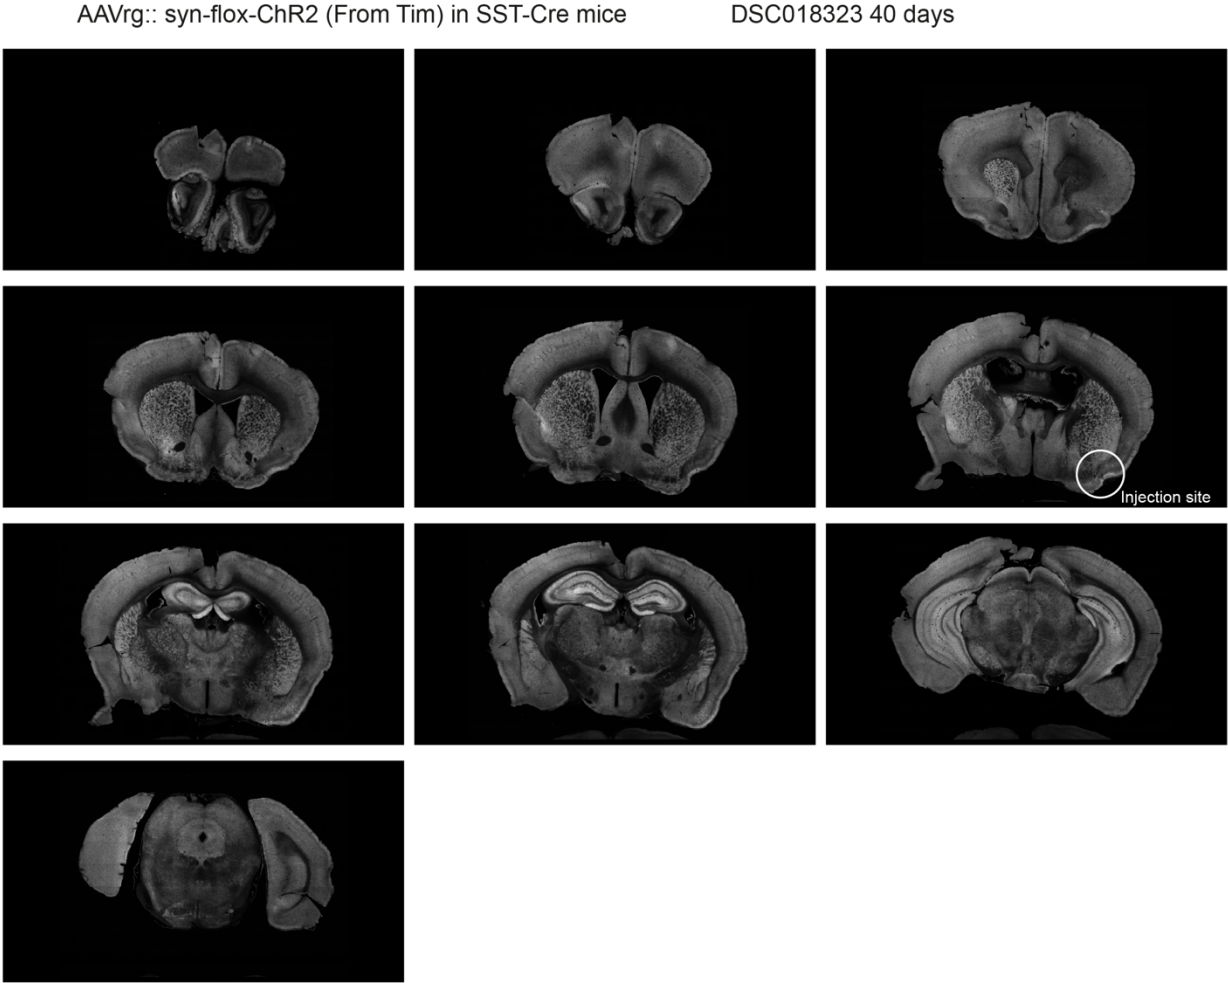 AAVrg:: syn-flox-ChR2 (From Tim) in SST-Cre mice DSC018323 40 days
Injection site